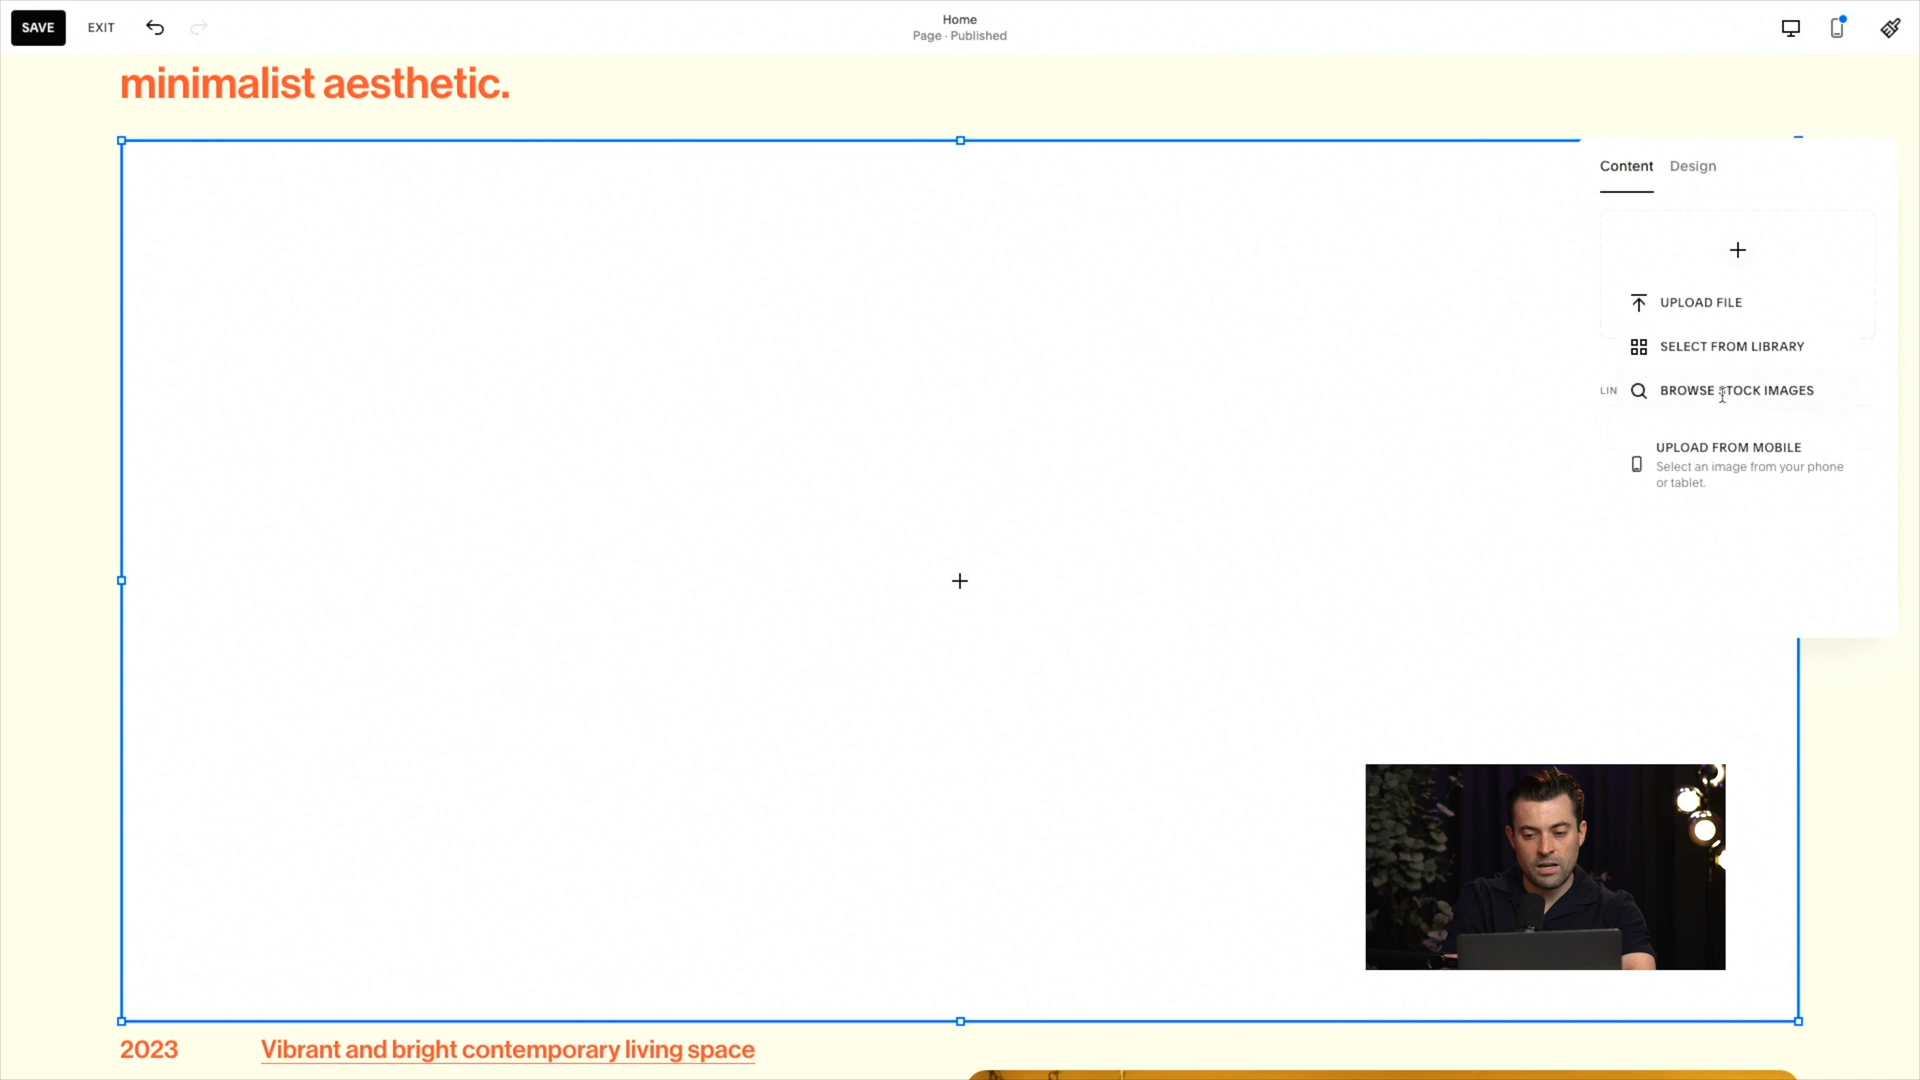 SAVE
EXIT
Home
Page · Published
minimalist aesthetic.
Content
Design
UPLOAD FILE
SELECT FROM LIBRARY
LIN
BROWSE STOCK IMAGES
UPLOAD FROM MOBILE
Select an image from your phone
or tablet.
2023
Vibrant and bright contemporary living space